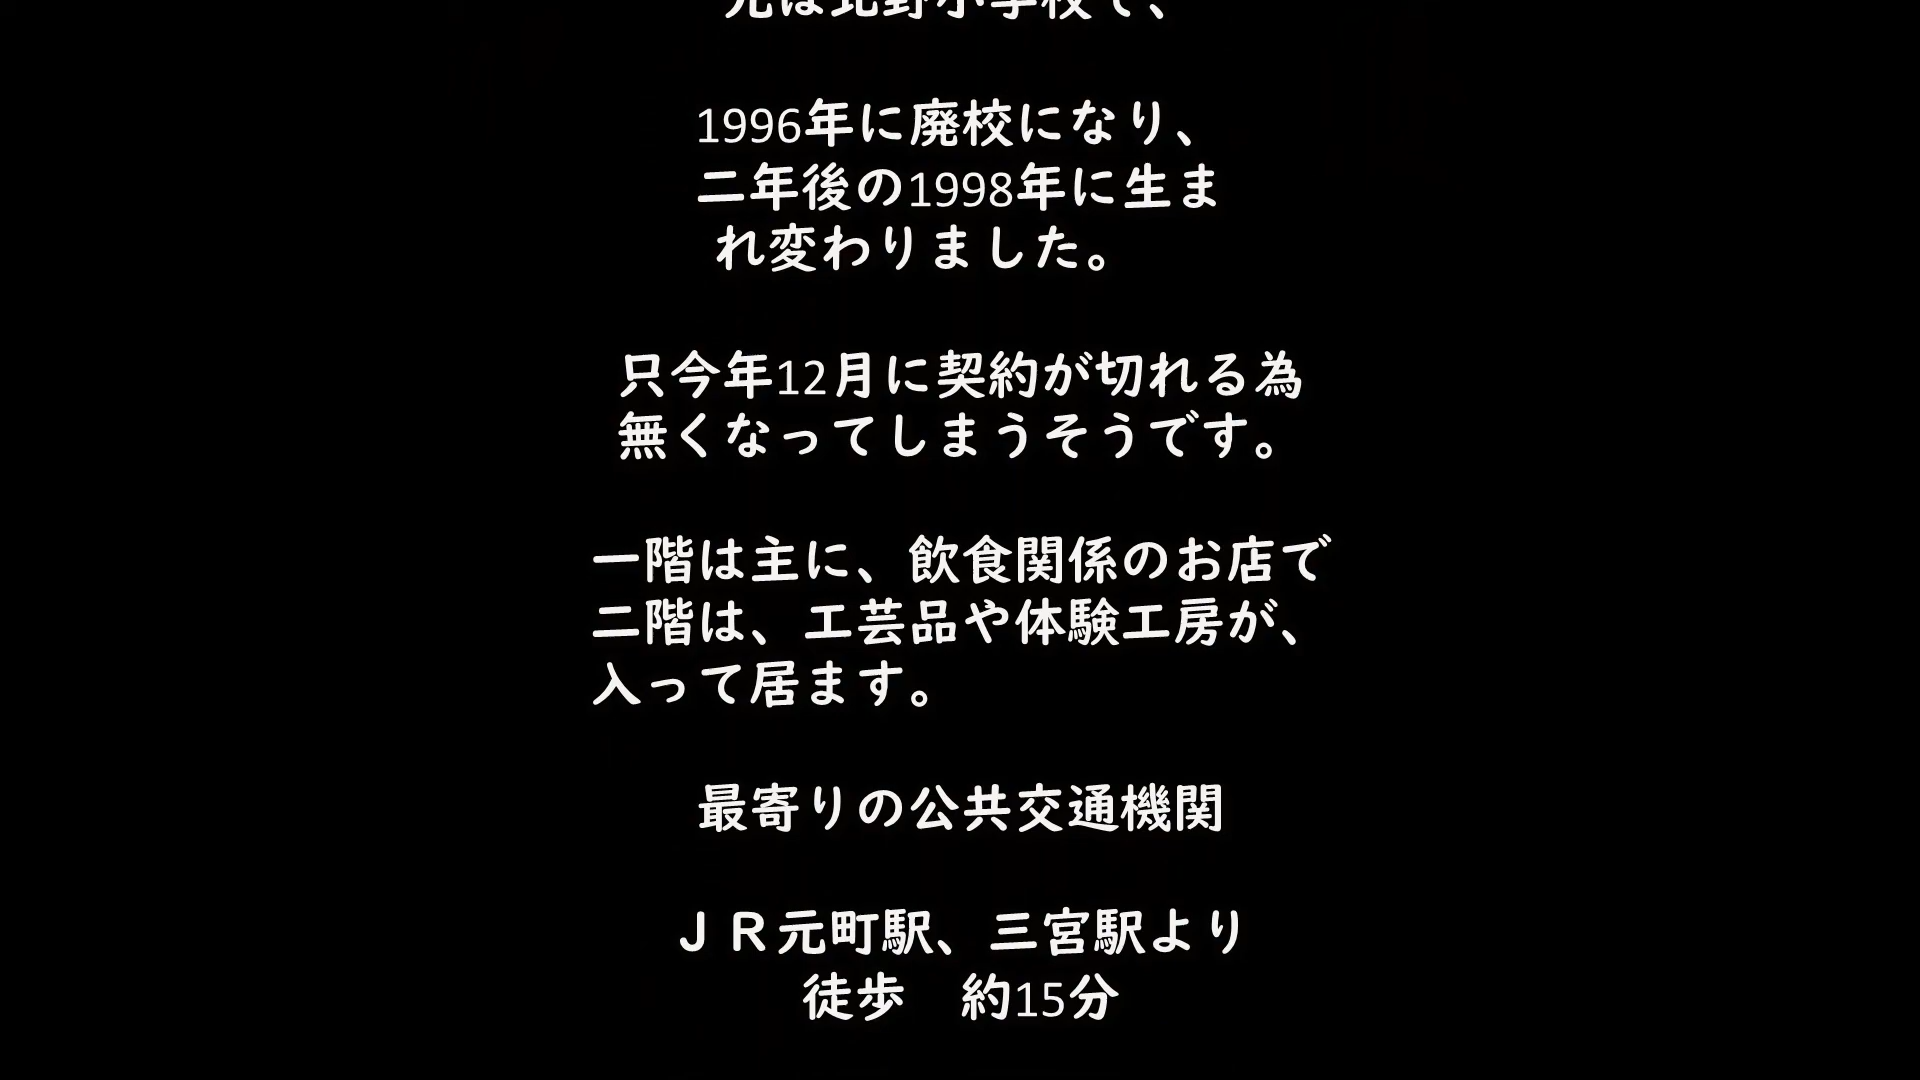 元は北野小学校で、
1996年に廃校になり、
二年後の1998年に生ま
れ変わりました。
只今年12月に契約が切れる為
無くなってしまうそうです。
一階は主に、飲食関係のお店で
二階は、工芸品や体験工房が、
入って居ます。
最寄りの公共交通機関
ＪＲ元町駅、三宮駅より
徒歩　約15分